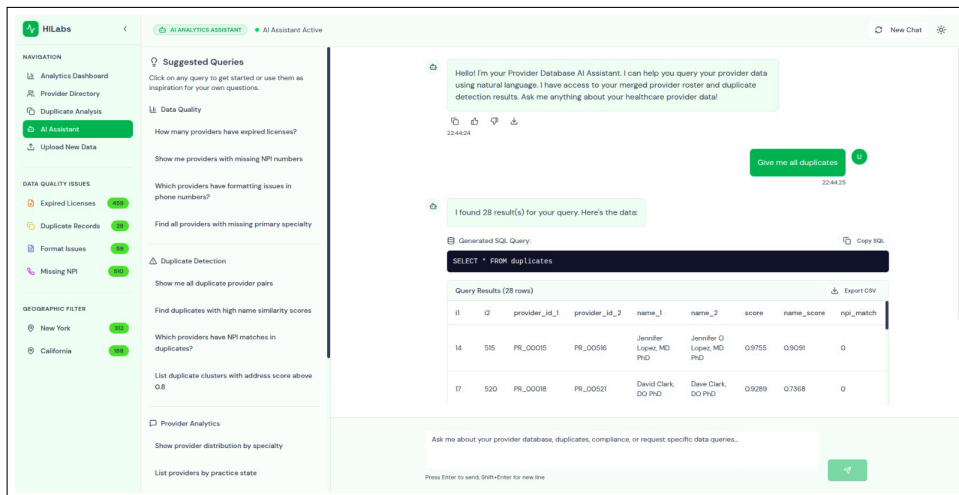 HiLabs
AI ANALYTICS ASSISTANT
AI Assistant Active
New Chat
NAVIGATION
Analytics Dashboard
Provider Directory
Duplicate Analysis
AI Assistant
Upload New Data
DATA QUALITY ISSUES
Expired Licenses 458
Duplicate Records 28
Format Issues 59
Missing NPI 510
GEOGRAPHIC FILTER
New York 312
California 188
Suggested Queries
Click on any query to get started or use them as
inspiration for your own questions.
Data Quality
How many providers have expired licenses?
Show me providers with missing NPI numbers
Which providers have formatting issues in
phone numbers?
Find all providers with missing primary specialty
Duplicate Detection
Show me all duplicate provider pairs
Find duplicates with high name similarity scores
Which providers have NPI matches in
duplicates?
List duplicate clusters with address score above
0.8
Provider Analytics
Show provider distribution by specialty
List providers by practice state
Hello! I'm your Provider Database AI Assistant. I can help you query your provider data
using natural language. I have access to your merged provider roster and duplicate
detection results. Ask me anything about your healthcare provider data!
22:44:24
Give me all duplicates
U
22:44:25
I found 28 result(s) for your query. Here's the data:
Generated SQL Query:
Copy SQL
SELECT * FROM duplicates
Query Results (28 rows)
Export CSV
i1 i2 provider_id_1 provider_id_2 name_1 name_2 score name_score npi_match
14 515 PR_00015 PR_00516 Jennifer Lopez, MD PhD Jennifer O Lopez, MD PhD 0.9755 0.9091 0
17 520 PR_00018 PR_00521 David Clark, DO PhD Dave Clark, DO PhD 0.9289 0.7368 0
Ask me about your provider database, duplicates, compliance, or request specific data queries...
Press Enter to send, Shift+Enter for new line